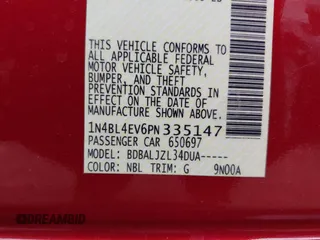 THIS VEHICLE CONFORMS TO
ALL APPLICABLE FEDERAL
MOTOR VEHICLE SAFETY,
BUMPER, AND THEFT
PREVENTION STANDARDS IN
EFFECT ON THE DATE OF
MANUFACTURE SHOWN ABOVE.
1N4BL4EV6PN335147
PASSENGER CAR 650697
MODEL: BDBALJZL34DUA-----
COLOR: NBL TRIM: G 9N00A
© DREAMBID